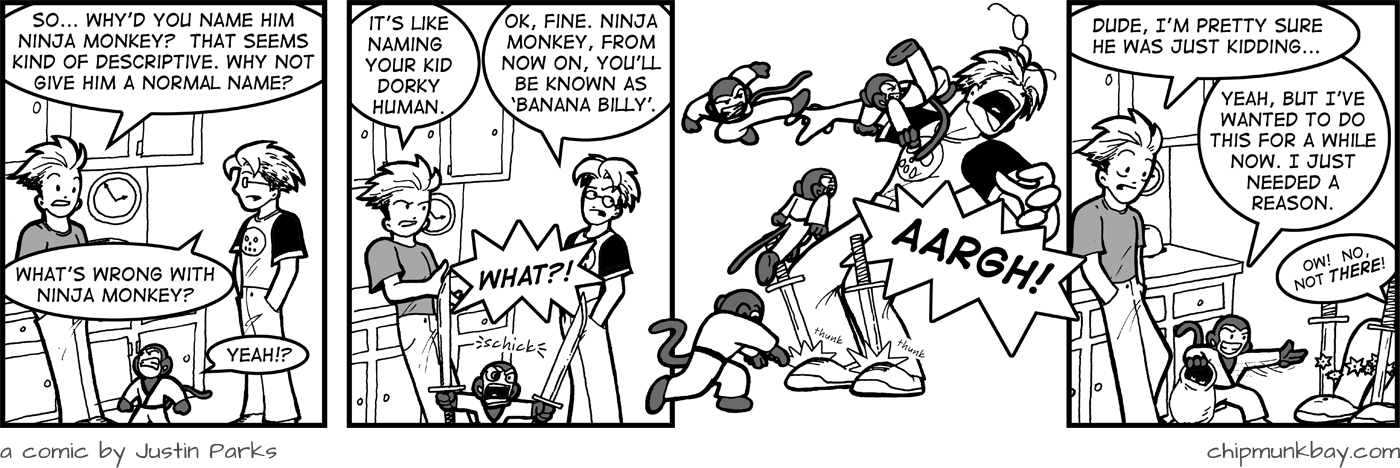 SO... WHY'D YOU NAME HIM
NINJA MONKEY? THAT SEEMS
KIND OF DESCRIPTIVE. WHY NOT
GIVE HIM A NORMAL NAME?
WHAT'S WRONG WITH
NINJA MONKEY?
YEAH!?
IT'S LIKE
NAMING
YOUR KID
DORKY
HUMAN.
OK, FINE. NINJA
MONKEY, FROM
NOW ON, YOU'LL
BE KNOWN AS
'BANANA BILLY'.
WHAT?!
schick
AARGH!
thunk
thunk
DUDE, I'M PRETTY SURE
HE WAS JUST KIDDING...
YEAH, BUT I'VE
WANTED TO DO
THIS FOR A WHILE
NOW. I JUST
NEEDED A
REASON.
OW! NO,
NOT THERE!
a comic by Justin Parks
chipmunkbay.com